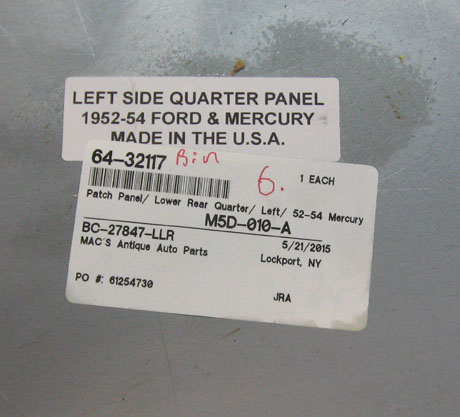 LEFT SIDE QUARTER PANEL
1952-54 FORD & MERCURY
MADE IN THE U.S.A.
64-32117 Bin
6. 1 EACH
Patch Panel/ Lower Rear Quarter/ Left/ 52-54 Mercury
M5D-010-A
BC-27847-LLR 5/21/2015
MAC'S Antique Auto Parts Lockport, NY
PO #: 61254730 JRA